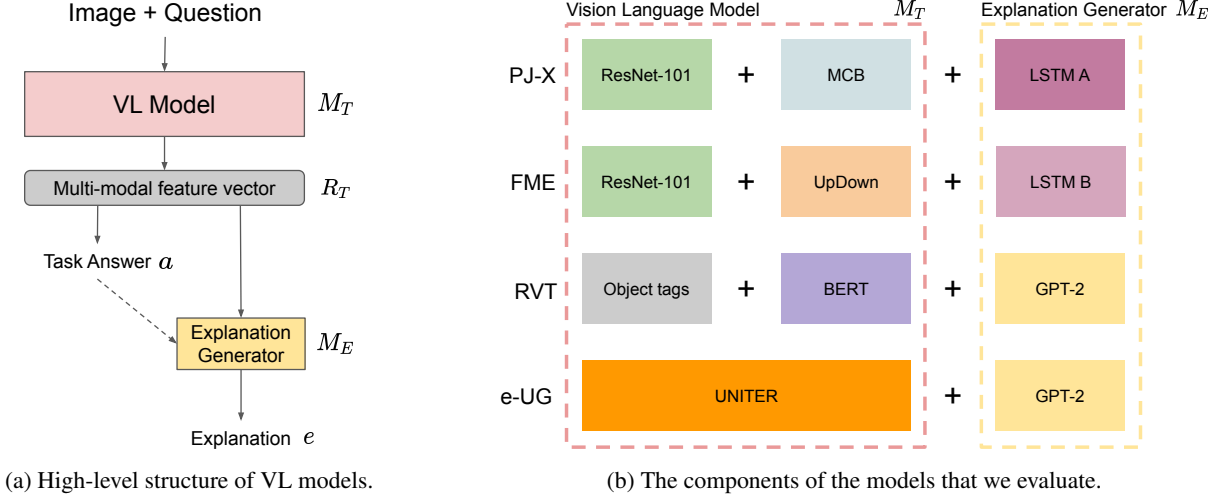 Image + Question
VL Model
M_T
Multi-modal feature vector
R_T
Task Answer a
Explanation
Generator
M_E
Explanation e
(a) High-level structure of VL models.
Vision Language Model M_T
Explanation Generator M_E
PJ-X ResNet-101 + MCB + LSTM A
FME ResNet-101 + UpDown + LSTM B
RVT Object tags + BERT + GPT-2
e-UG UNITER + GPT-2
(b) The components of the models that we evaluate.